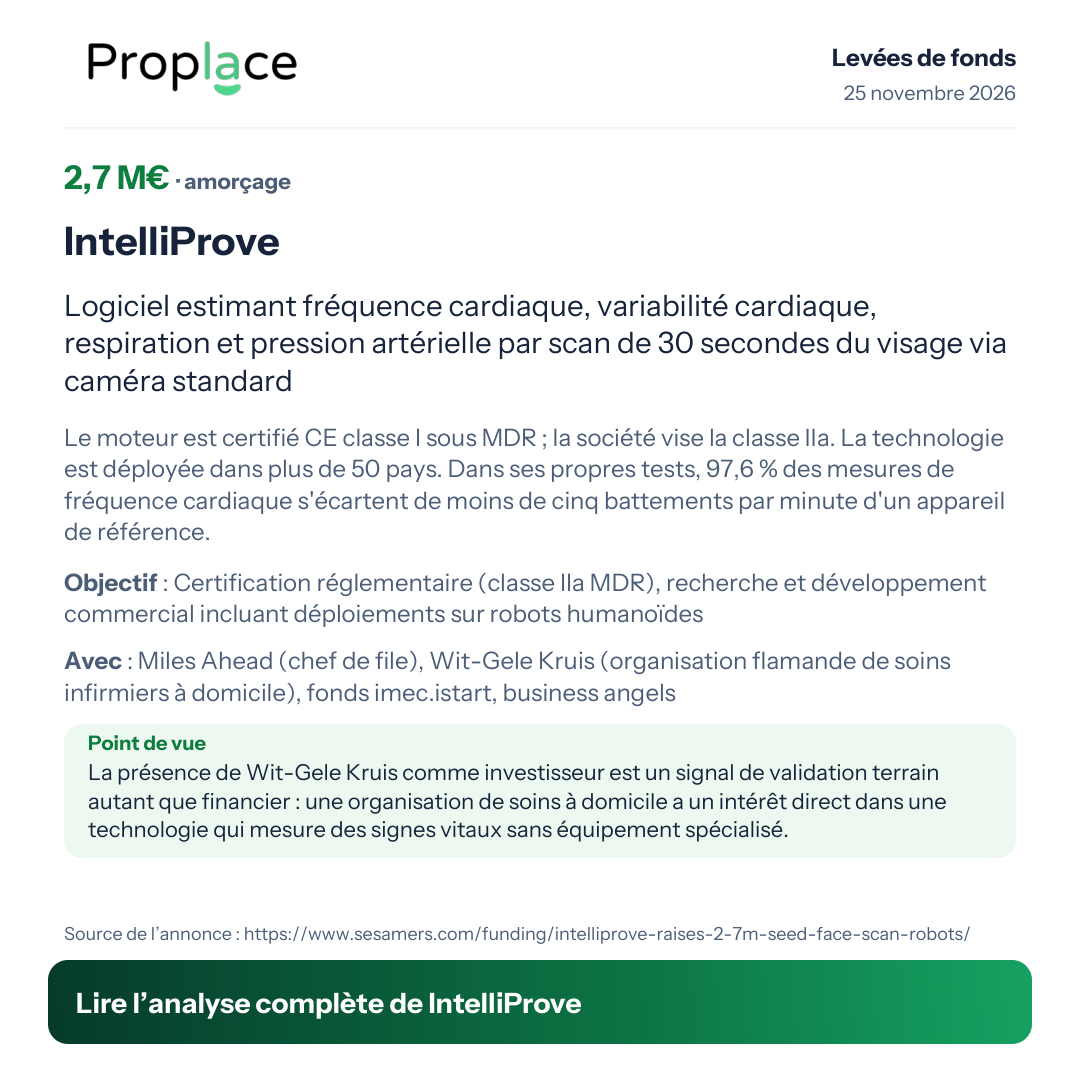 Proplace
Levées de fonds
25 novembre 2026
2,7 M€ · amorçage
IntelliProve
Logiciel estimant fréquence cardiaque, variabilité cardiaque,
respiration et pression artérielle par scan de 30 secondes du visage via
caméra standard
Le moteur est certifié CE classe I sous MDR ; la société vise la classe IIa. La technologie
est déployée dans plus de 50 pays. Dans ses propres tests, 97,6 % des mesures de
fréquence cardiaque s'écartent de moins de cinq battements par minute d'un appareil
de référence.
Objectif : Certification réglementaire (classe IIa MDR), recherche et développement
commercial incluant déploiements sur robots humanoïdes
Avec : Miles Ahead (chef de file), Wit-Gele Kruis (organisation flamande de soins
infirmiers à domicile), fonds imec.istart, business angels
Point de vue
La présence de Wit-Gele Kruis comme investisseur est un signal de validation terrain
autant que financier : une organisation de soins à domicile a un intérêt direct dans une
technologie qui mesure des signes vitaux sans équipement spécialisé.
Source de l’annonce : https://www.sesamers.com/funding/intelliprove-raises-2-7m-seed-face-scan-robots/
Lire l’analyse complète de IntelliProve